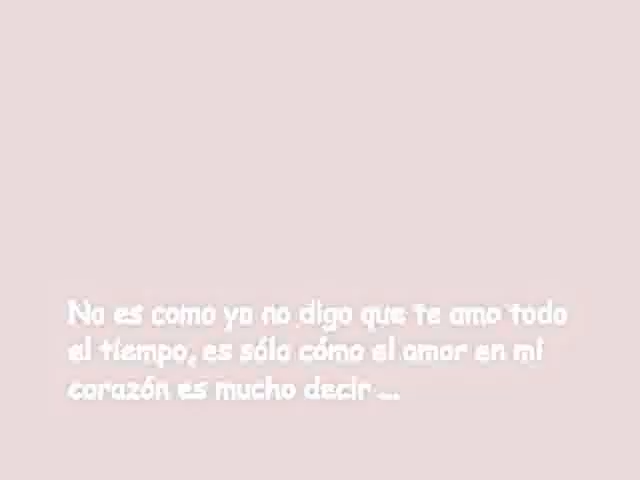 No es como yo no digo que te amo todo
el tiempo, es sólo cómo el amor en mi
corazón es mucho decir ...